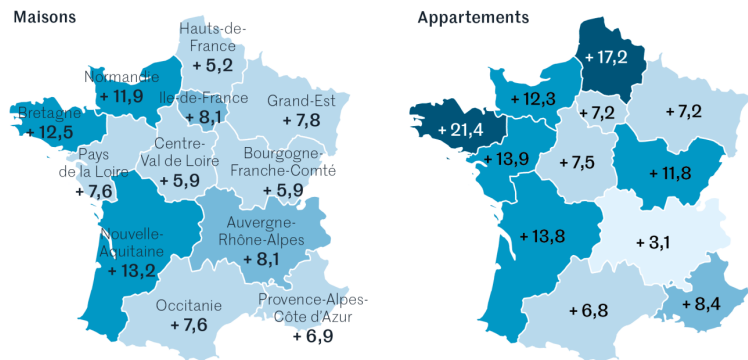 Maisons
Hauts-de-
France
+ 5,2
Normandie
+ 11,9
Ile-de-France
+ 8,1
Grand-Est
+ 7,8
Bretagne
+ 12,5
Pays
de la Loire
+ 7,6
Centre-
Val de Loire
+ 5,9
Bourgogne-
Franche-Comté
+ 5,9
Nouvelle-
Aquitaine
+ 13,2
Auvergne-
Rhône-Alpes
+ 8,1
Occitanie
+ 7,6
Provence-Alpes-
Côte d'Azur
+ 6,9
Appartements
+ 17,2
+ 12,3
+ 7,2
+ 7,2
+ 21,4
+ 13,9
+ 7,5
+ 11,8
+ 13,8
+ 3,1
+ 6,8
+ 8,4